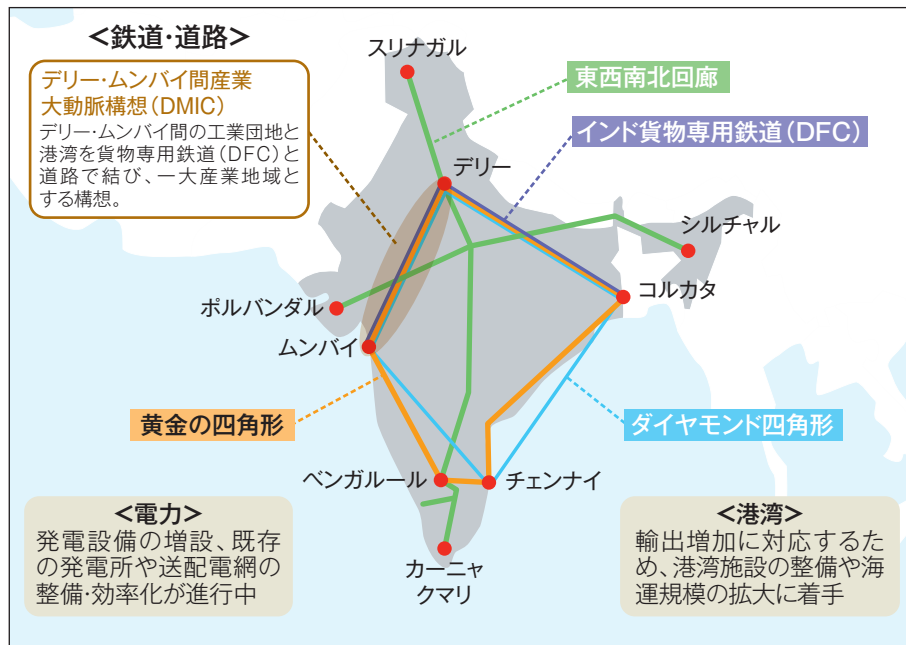 <鉄道・道路>
デリー・ムンバイ間産業
大動脈構想（DMIC）
デリー・ムンバイ間の工業団地と
港湾を貨物専用鉄道（DFC）と
道路で結び、一大産業地域と
する構想。
スリナガル
東西南北回廊
インド貨物専用鉄道（DFC）
デリー
シルチャル
コルカタ
ポルバンダル
ムンバイ
黄金の四角形
ダイヤモンド四角形
ベンガルール
チェンナイ
カーニャ
クマリ
<電力>
発電設備の増設、既存
の発電所や送配電網の
整備・効率化が進行中
<港湾>
輸出増加に対応するた
め、港湾施設の整備や海
運規模の拡大に着手